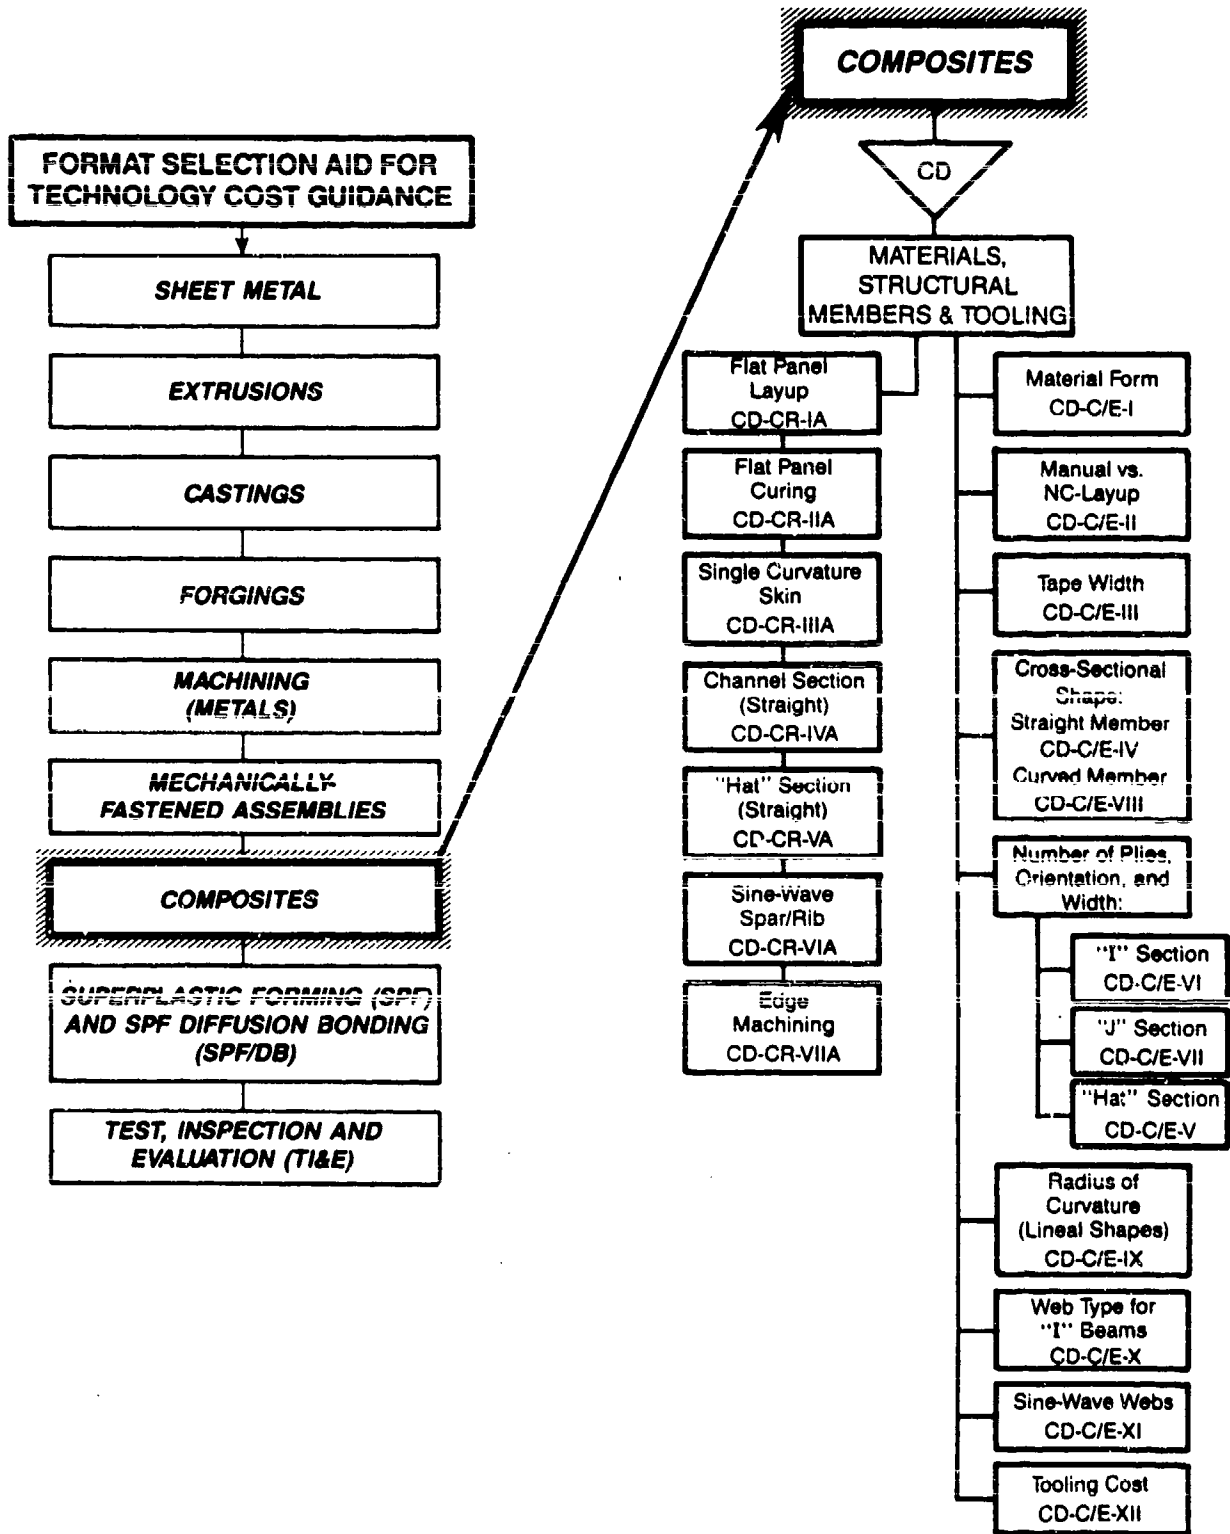 FORMAT SELECTION AID FOR
TECHNOLOGY COST GUIDANCE
SHEET METAL
EXTRUSIONS
CASTINGS
FORGINGS
MACHINING
(METALS)
MECHANICALLY-
FASTENED ASSEMBLIES
COMPOSITES
SUPERPLASTIC FORMING (SPF)
AND SPF DIFFUSION BONDING
(SPF/DB)
TEST, INSPECTION AND
EVALUATION (TI&E)
COMPOSITES
CD
MATERIALS,
STRUCTURAL
MEMBERS & TOOLING
Flat Panel
Layup
CD-CR-IA
Flat Panel
Curing
CD-CR-IIA
Single Curvature
Skin
CD-CR-IIIA
Channel Section
(Straight)
CD-CR-IVA
"Hat" Section
(Straight)
CD-CR-VA
Sine-Wave
Spar/Rib
CD-CR-VIA
Edge
Machining
CD-CR-VIIA
Material Form
CD-C/E-I
Manual vs.
NC-Layup
CD-C/E-II
Tape Width
CD-C/E-III
Cross-Sectional
Shape:
Straight Member
CD-C/E-IV
Curved Member
CD-C/E-VIII
Number of Plies,
Orientation, and
Width:
"I" Section
CD-C/E-VI
"J" Section
CD-C/E-VII
"Hat" Section
CD-C/E-V
Radius of
Curvature
(Lineal Shapes)
CD-C/E-IX
Web Type for
"I" Beams
CD-C/E-X
Sine-Wave Webs
CD-C/E-XI
Tooling Cost
CD-C/E-XII